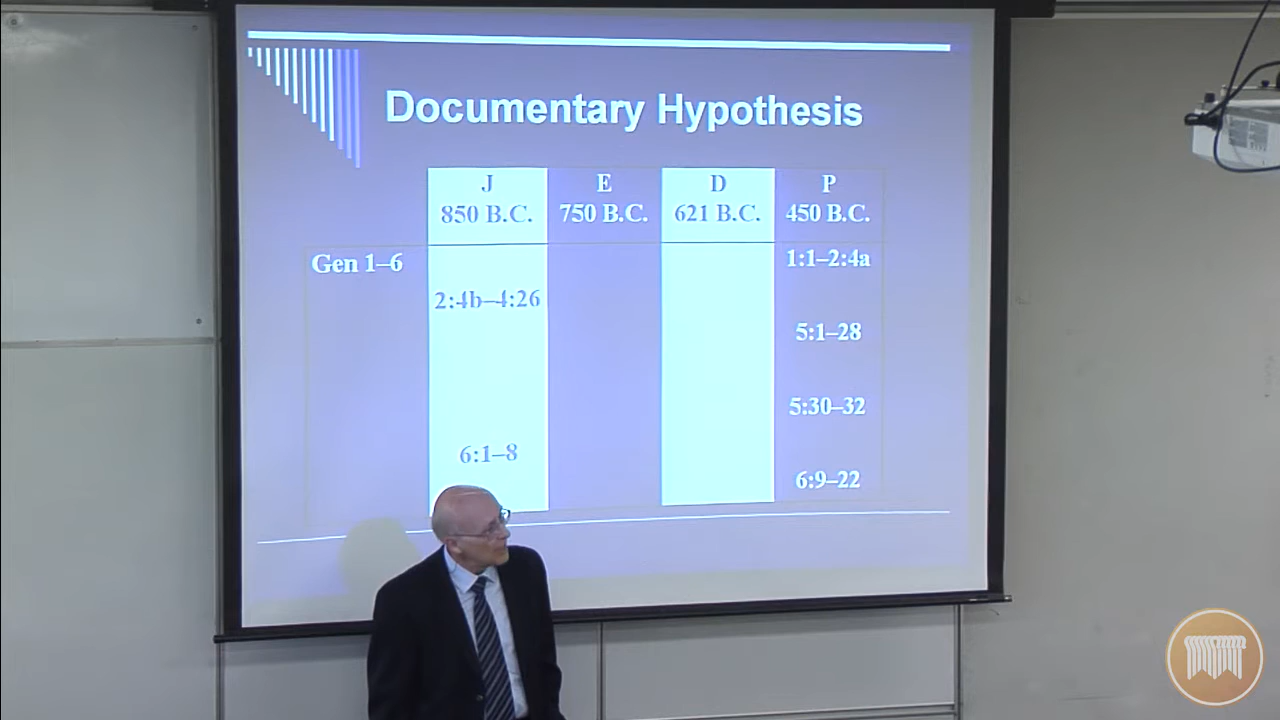 Documentary Hypothesis
J E D P
850 B.C. 750 B.C. 621 B.C. 450 B.C.
Gen 1–6 1:1–2:4a
2:4b–4:26
5:1–28
5:30–32
6:1–8
6:9–22